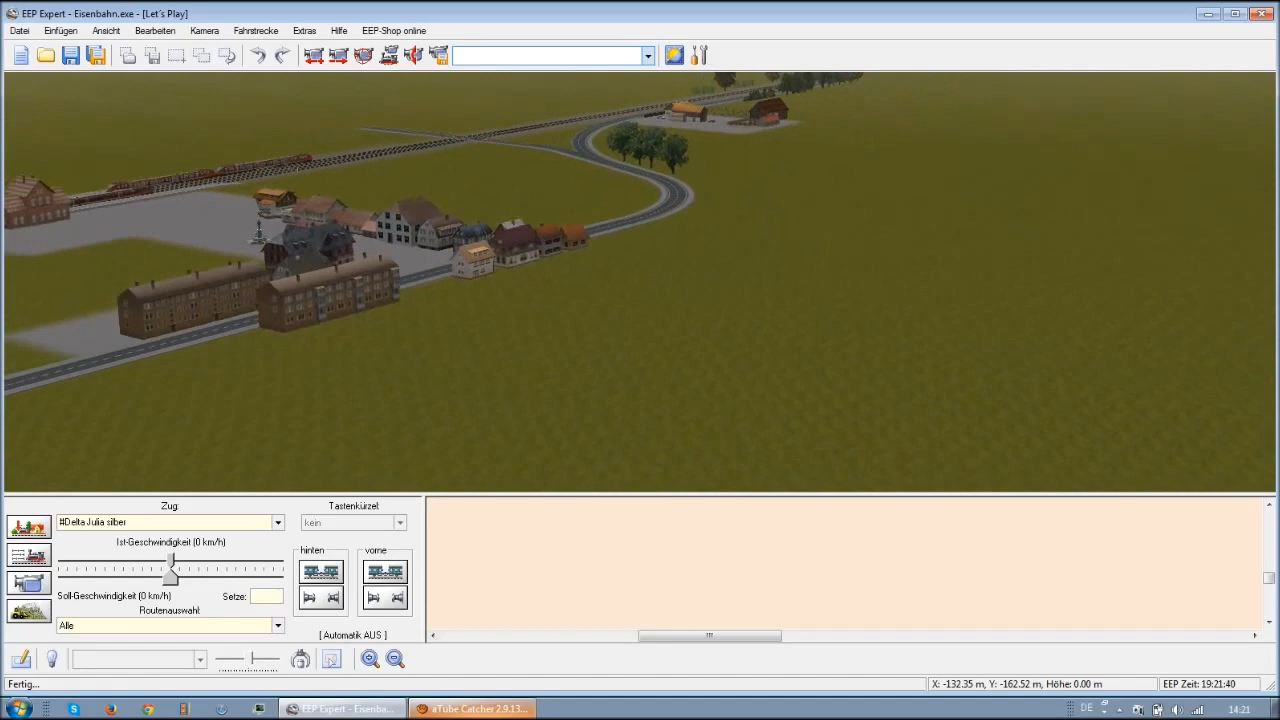 EEP Expert - Eisenbahn.exe - [Let´s Play]
Datei Einfügen Ansicht Bearbeiten Kamera Fahrstrecke Extras Hilfe EEP-Shop online
Zug:
Tastenkürzel:
#Delta Julia silber
kein
Ist-Geschwindigkeit (0 km/h)
hinten
vorne
Soll-Geschwindigkeit (0 km/h)
Setze:
Routenauswahl:
Alle
[ Automatik AUS ]
Fertig...
X: -132.35 m, Y: -162.52 m, Höhe: 0.00 m
EEP Zeit: 19:21:40
EEP Expert - Eisenba...
aTube Catcher 2.9.13...
DE
14:21